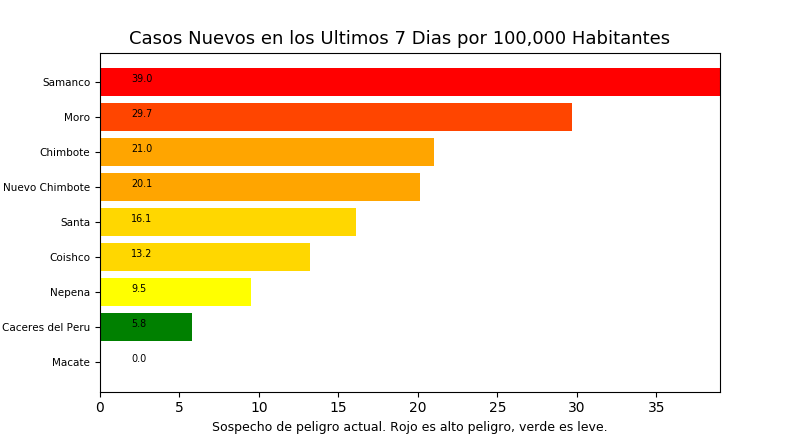 Casos Nuevos en los Ultimos 7 Dias por 100,000 Habitantes
Samanco 39.0
Moro 29.7
Chimbote 21.0
Nuevo Chimbote 20.1
Santa 16.1
Coishco 13.2
Nepena 9.5
Caceres del Peru 5.8
Macate 0.0
0 5 10 15 20 25 30 35
Sospecho de peligro actual. Rojo es alto peligro, verde es leve.